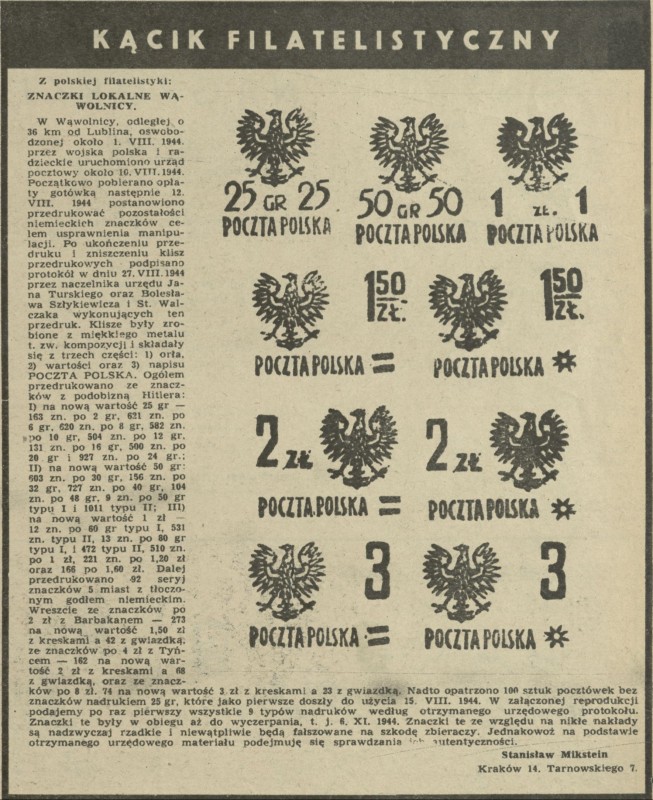 KĄCIK FILATELISTYCZNY
Z polskiej filatelistyki:
ZNACZKI LOKALNE WĄ-
WOLNICY.
W Wąwolnicy, odległej o
36 km od Lublina, oswobo-
dzonej około 1. VIII. 1944.
przez wojska polska i ra-
dzieckie uruchomiono urząd
pocztowy około 10. VIII. 1944.
Początkowo pobierano opła-
ty gotówką następnie 12.
VIII. 1944 postanowiono
przedrukować pozostałości
niemieckich znaczków ce-
lem usprawnienia manipu-
lacji. Po ukończeniu prze-
druku i zniszczeniu klisz
przedrukowych podpisano
protokół w dniu 27. VIII. 1944
przez naczelnika urzędu Ja-
na Turskiego oraz Bolesła-
wa Szłykiewicza i St. Wal-
czaka wykonujących ten
przedruk. Klisze były zro-
bione z miękkiego metalu
t. zw. kompozycji i składały
się z trzech części: 1) orła,
2) wartości oraz 3) napisu
POCZTA POLSKA. Ogółem
przedrukowano ze znacz-
ków z podobizną Hitlera:
I) na nową wartość 25 gr —
163 zn. po 2 gr, 621 zn. po
6 gr, 620 zn. po 8 gr, 582 zn.
po 10 gr, 504 zn. po 12 gr,
131 zn. po 16 gr, 500 zn. po
20 gr i 927 zn. po 24 gr.;
II) na nową wartość 50 gr:
603 zn. po 30 gr, 156 zn. po
32 gr, 727 zn. po 40 gr, 104
zn. po 48 gr, 9 zn. po 50 gr
typu I i 1011 typu II; III)
na nową wartość 1 zł —
12 zn. po 60 gr typu I, 531
zn. typu II, 13 zn. po 80 gr
typu I, i 472 typu II, 510 zn.
po 1 zł, 221 zn. po 1,20 zł
oraz 166 po 1,60 zł. Dalej
przedrukowano 92 seryj
znaczków 5 miast z tłoczo-
nym godłem niemieckim.
Wreszcie ze znaczków po
2 zł z Barbakanem — 273
na nową wartość 1,50 zł
z kreskami a 42 z gwiazdką,
ze znaczków po 4 zł z Tyń-
cem — 162 na nową war-
tość 2 zł z kreskami a 68
z gwiazdką, oraz ze znacz-
ków po 8 zł. 74 na nową wartość 3 zł z kreskami a 33 z gwiazdką. Nadto opatrzono 100 sztuk pocztówek bez
znaczków nadrukiem 25 gr, które jako pierwsze doszły do użycia 15. VIII. 1944. W załączonej reprodukcji
podajemy po raz pierwszy wszystkie 9 typów nadruków według otrzymanego urzędowego protokołu.
Znaczki te były w obiegu aż do wyczerpania, t. j. 6. XI. 1944. Znaczki te ze względu na nikłe nakłady
są nadzwyczaj rzadkie i niewątpliwie będą fałszowane na szkodę zbieraczy. Jednakowoż na podstawie
otrzymanego urzędowego materiału podejmuję się sprawdzania autentyczności.
Stanisław Mikstein
Kraków 14, Tarnowskiego 7.
25 GR 25
POCZTA POLSKA
50 GR 50
POCZTA POLSKA
1 ZŁ. 1
POCZTA POLSKA
1 50 ZŁ.
POCZTA POLSKA =
1 50 ZŁ.
POCZTA POLSKA *
2 ZŁ
POCZTA POLSKA =
2 ZŁ
POCZTA POLSKA *
3
POCZTA POLSKA =
3
POCZTA POLSKA *